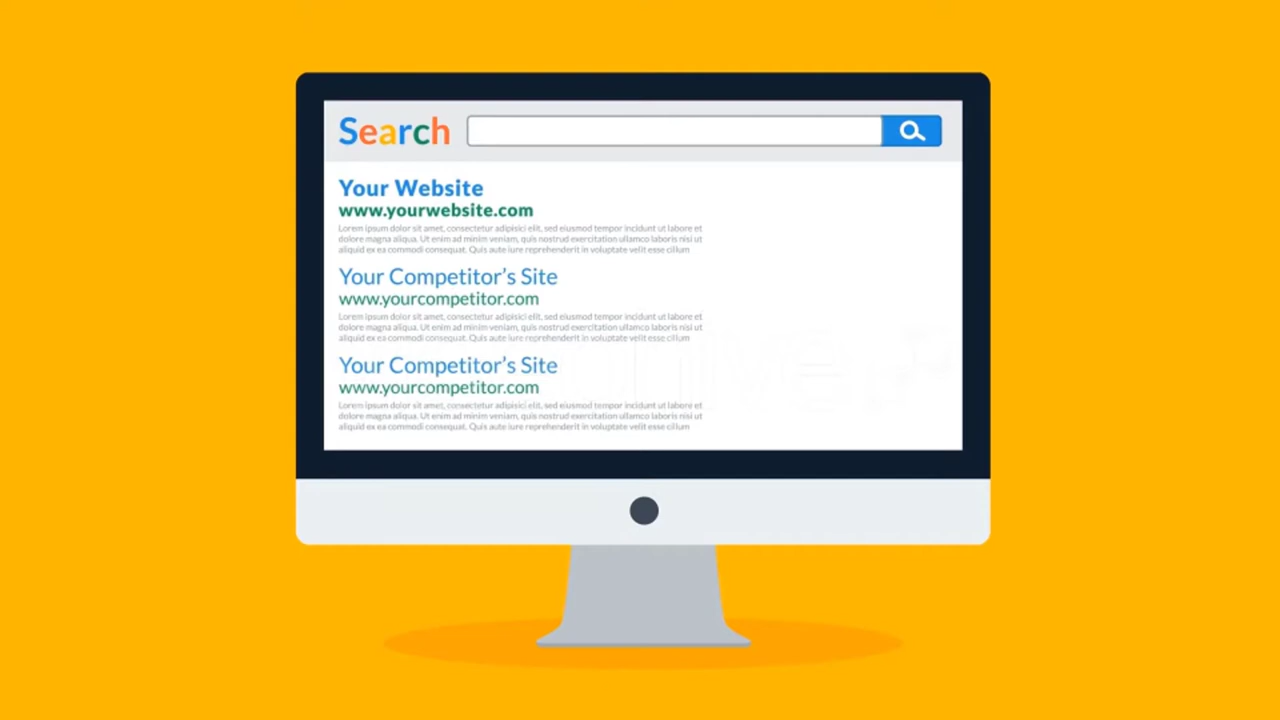 Search
Your Website
www.yourwebsite.com
Lorem ipsum dolor sit amet, consectetur adipisici elit, sed eiusmod tempor incidunt ut labore et
dolore magna aliqua. Ut enim ad minim veniam, quis nostrud exercitation ullamco laboris nisi ut
aliquid ex ea commodi consequat. Quis aute iure reprehenderit in voluptate velit esse cillum
Your Competitor’s Site
www.yourcompetitor.com
Lorem ipsum dolor sit amet, consectetur adipisici elit, sed eiusmod tempor incidunt ut labore et
dolore magna aliqua. Ut enim ad minim veniam, quis nostrud exercitation ullamco laboris nisi ut
aliquid ex ea commodi consequat. Quis aute iure reprehenderit in voluptate velit esse cillum
Your Competitor’s Site
www.yourcompetitor.com
Lorem ipsum dolor sit amet, consectetur adipisici elit, sed eiusmod tempor incidunt ut labore et
dolore magna aliqua. Ut enim ad minim veniam, quis nostrud exercitation ullamco laboris nisi ut
aliquid ex ea commodi consequat. Quis aute iure reprehenderit in voluptate velit esse cillum